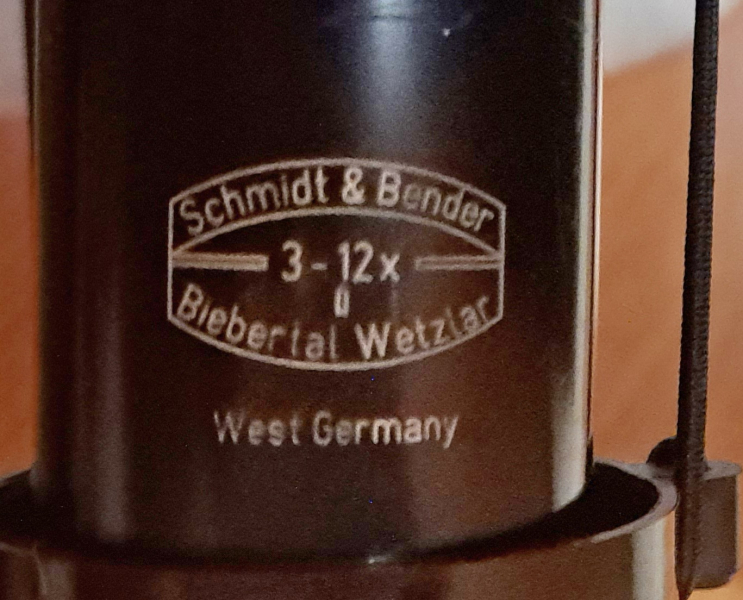 Schmidt & Bender
3-12x
Biebertal Wetzlar
West Germany